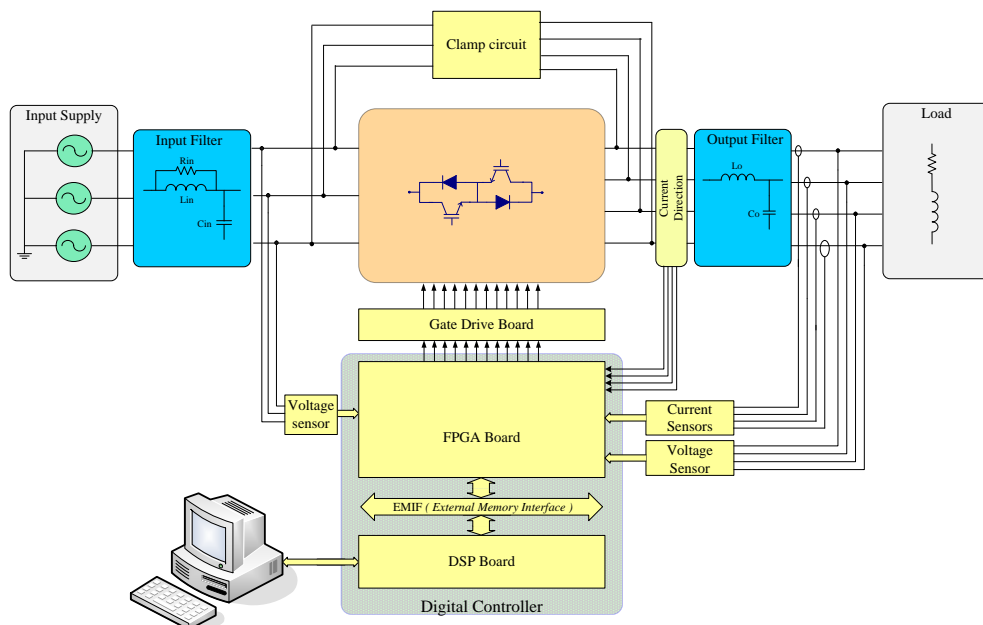 Clamp circuit
Input Supply
Input Filter
Rin
Lin
Cin
Current
Direction
Output Filter
Lo
Co
Load
Gate Drive Board
Voltage
sensor
FPGA Board
Current
Sensors
Voltage
Sensor
EMIF ( External Memory Interface )
DSP Board
Digital Controller